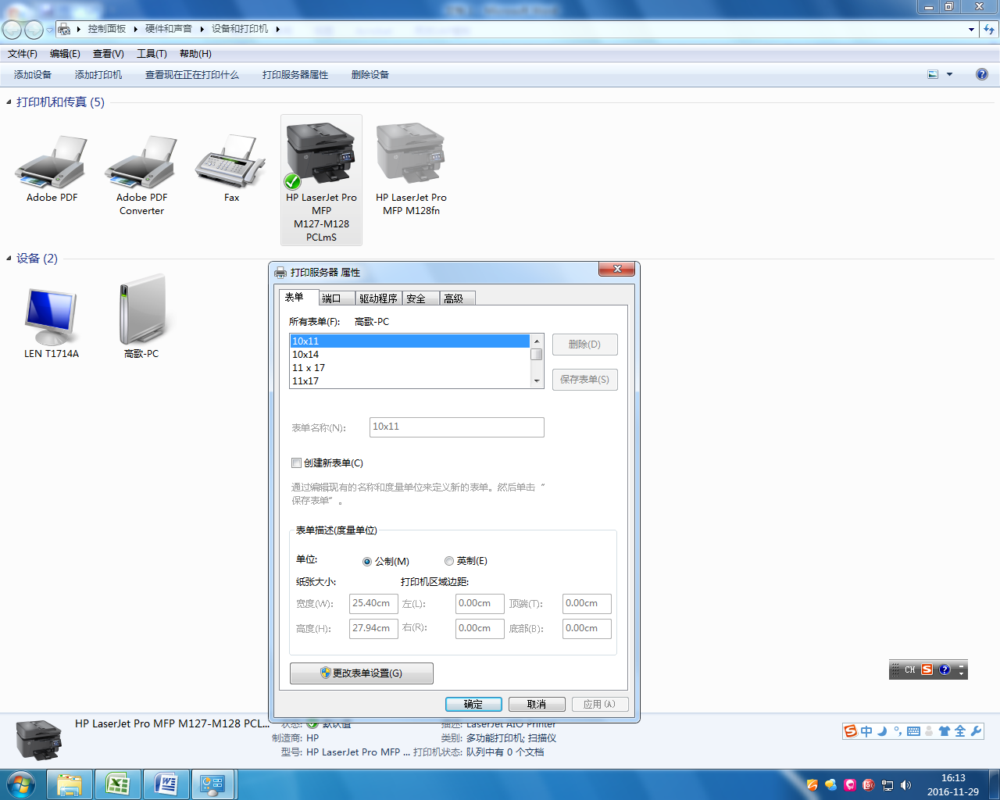 控制面板 硬件和声音 设备和打印机
文件(F) 编辑(E) 查看(V) 工具(T) 帮助(H)
添加设备 添加打印机 查看现在正在打印什么 打印服务器属性 删除设备
打印机和传真 (5)
Adobe PDF
Adobe PDF
Converter
Fax
HP LaserJet Pro
MFP
M127-M128
PCLmS
HP LaserJet Pro
MFP M128fn
设备 (2)
LEN T1714A
高歌-PC
打印服务器 属性
表单 端口 驱动程序 安全 高级
所有表单(F): 高歌-PC
10x11
10x14
11 x 17
11x17
删除(D)
保存表单(S)
表单名称(N): 10x11
创建新表单(C)
通过编辑现有的名称和度量单位来定义新的表单。然后单击“
保存表单”。
表单描述(度量单位)
单位: 公制(M) 英制(E)
纸张大小: 打印机区域边距:
宽度(W): 25.40cm 左(L): 0.00cm 顶端(T): 0.00cm
高度(H): 27.94cm 右(R): 0.00cm 底部(B): 0.00cm
更改表单设置(G)
确定 取消 应用(A)
CH
HP LaserJet Pro MFP M127-M128 PCL... 状态: 默认值 描述: LaserJet AIO Printer
制造商: HP 类别: 多功能打印机; 扫描仪
型号: HP LaserJet Pro MFP ... 打印机状态: 队列中有 0 个文档
中 全
16:13
2016-11-29